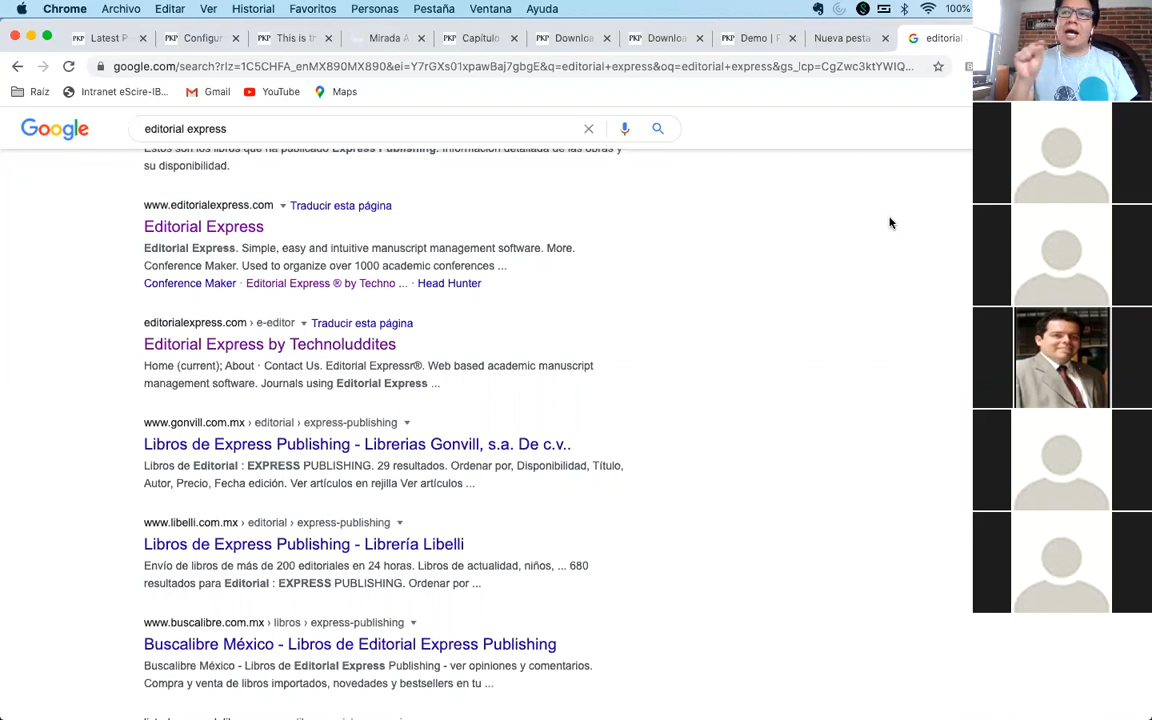 Chrome Archivo Editar Ver Historial Favoritos Personas Pestaña Ventana Ayuda 100%
Latest P Configur This is th Mirada A Capítulo Downloa Downloa Demo | F Nueva pesta editorial
google.com/search?rlz=1C5CHFA_enMX890MX890&ei=Y7rGXs01xpawBaj7gbgE&q=editorial+express&oq=editorial+express&gs_lcp=CgZwc3ktYWIQ...
Raíz Intranet eScire-IB... Gmail YouTube Maps
Google editorial express
Estos son los libros que ha publicado Express Publishing. Información detallada de las obras y
su disponibilidad.
www.editorialexpress.com Traducir esta página
Editorial Express
Editorial Express. Simple, easy and intuitive manuscript management software. More.
Conference Maker. Used to organize over 1000 academic conferences ...
Conference Maker · Editorial Express ® by Techno ... · Head Hunter
editorialexpress.com › e-editor Traducir esta página
Editorial Express by Technoluddites
Home (current); About · Contact Us. Editorial Expressr®. Web based academic manuscript
management software. Journals using Editorial Express ...
www.gonvill.com.mx › editorial › express-publishing
Libros de Express Publishing - Librerias Gonvill, s.a. De c.v..
Libros de Editorial : EXPRESS PUBLISHING. 29 resultados. Ordenar por, Disponibilidad, Título,
Autor, Precio, Fecha edición. Ver artículos en rejilla Ver artículos ...
www.libelli.com.mx › editorial › express-publishing
Libros de Express Publishing - Librería Libelli
Envío de libros de más de 200 editoriales en 24 horas. Libros de actualidad, niños, ... 680
resultados para Editorial : EXPRESS PUBLISHING. Ordenar por ...
www.buscalibre.com.mx › libros › express-publishing
Buscalibre México - Libros de Editorial Express Publishing
Buscalibre México - Libros de Editorial Express Publishing - ver opiniones y comentarios.
Compra y venta de libros importados, novedades y bestsellers en tu ...